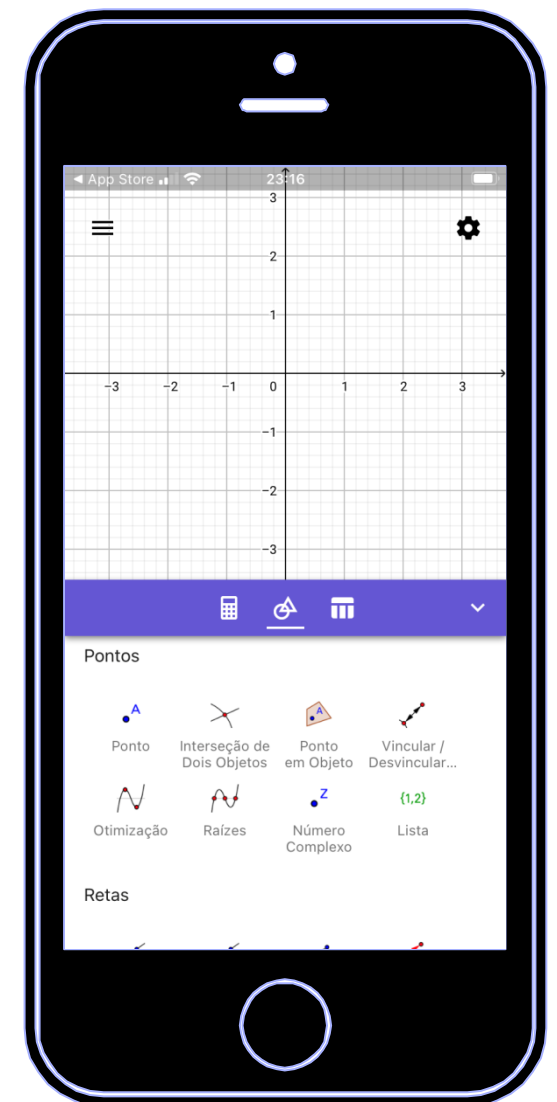 ◀ App Store 23:16
3
2
1
−3 −2 −1 0 1 2 3
−1
−2
−3
Pontos
A A
Ponto Interseção de Ponto Vincular /
Dois Objetos em Objeto Desvincular...
Z {1,2}
Otimização Raízes Número Lista
Complexo
Retas